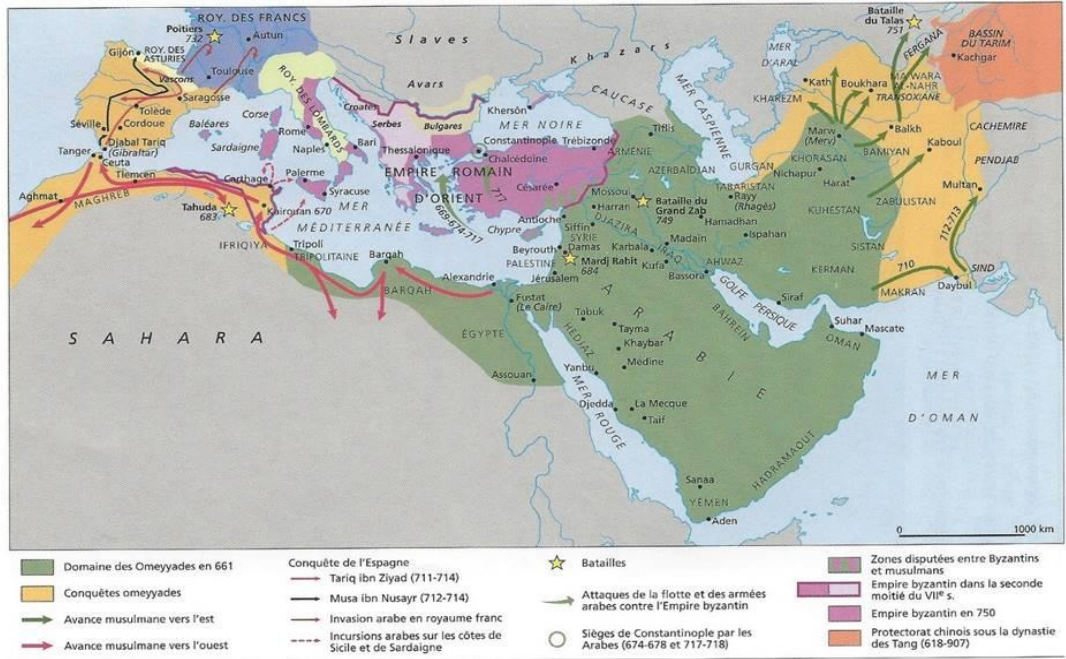 ROY. DES FRANCS
Poitiers
732
Autun
Slaves
Bataille
du Talas
751
Gijón
ROY. DES
ASTURIES
Vascons
Toulouse
Khazars
MER
D'ARAL
FERGANA
BASSIN
DU TARIM
Kachgar
Saragosse
ROY. DES LOMBARDS
Croates
Avars
Khersôn
CAUCASE
MER CASPIENNE
Kath
Boukhara
MA WARA
AL-NAHR
TRANSOXIANE
KHAREZM
Tolède
Corse
Serbes
Bulgares
MER NOIRE
Séville
Cordoue
Baléares
Rome
Constantinople
Trébizonde
Tiflis
Marw
(Merv)
Balkh
CACHEMIRE
Djabal Tariq
(Gibraltar)
Sardaigne
Naples
Bari
Thessalonique
Chalcédoine
ARMÉNIE
BAMIYAN
Kaboul
Tanger
Ceuta
EMPIRE ROMAIN
D'ORIENT
AZERBAÏDJAN
GURGAN
KHORASAN
PENDJAB
Tlemcen
Carthage
Palerme
Césarée
717
Mossoul
TABARISTAN
Nichapur
Harat
Aghmat
MAGHREB
Syracuse
669-674-717
Harran
Bataille du
Grand Zab
749
Rayy
(Rhagès)
Multan
Tahuda
683
Kairouan 670
MER
MÉDITERRANÉE
Antioche
Siffin
DJAZIRA
Hamadhan
KUHESTAN
ZABULISTAN
Chypre
SYRIE
IFRIQIYA
Tripoli
TRIPOLITAINE
Barqah
Beyrouth
Damas
Mardj Rahit
684
Karbala
Madain
Ispahan
712-713
PALESTINE
IRAQ
Kufa
AHWAZ
SISTAN
Alexandrie
Jérusalem
Bassora
KERMAN
710
SIND
BARQAH
Fustat
(Le Caire)
Siraf
MAKRAN
Daybul
GOLFE PERSIQUE
SAHARA
ÉGYPTE
Tabuk
ARABIE
BAHREIN
Suhar
Mascate
HEDJAZ
Tayma
OMAN
Khaybar
Assouan
Yanbu
Médine
MER
D'OMAN
MER ROUGE
Djedda
La Mecque
Taïf
HADRAMAOUT
Sanaa
YÉMEN
Aden
0
1000 km
Domaine des Omeyyades en 661
Conquêtes omeyyades
Avance musulmane vers l'est
Avance musulmane vers l'ouest
Conquête de l'Espagne
Tariq ibn Ziyad (711-714)
Musa ibn Nusayr (712-714)
Invasion arabe en royaume franc
Incursions arabes sur les côtes de
Sicile et de Sardaigne
Batailles
Attaques de la flotte et des armées
arabes contre l'Empire byzantin
Sièges de Constantinople par les
Arabes (674-678 et 717-718)
Zones disputées entre Byzantins
et musulmans
Empire byzantin dans la seconde
moitié du VIIe s.
Empire byzantin en 750
Protectorat chinois sous la dynastie
des Tang (618-907)